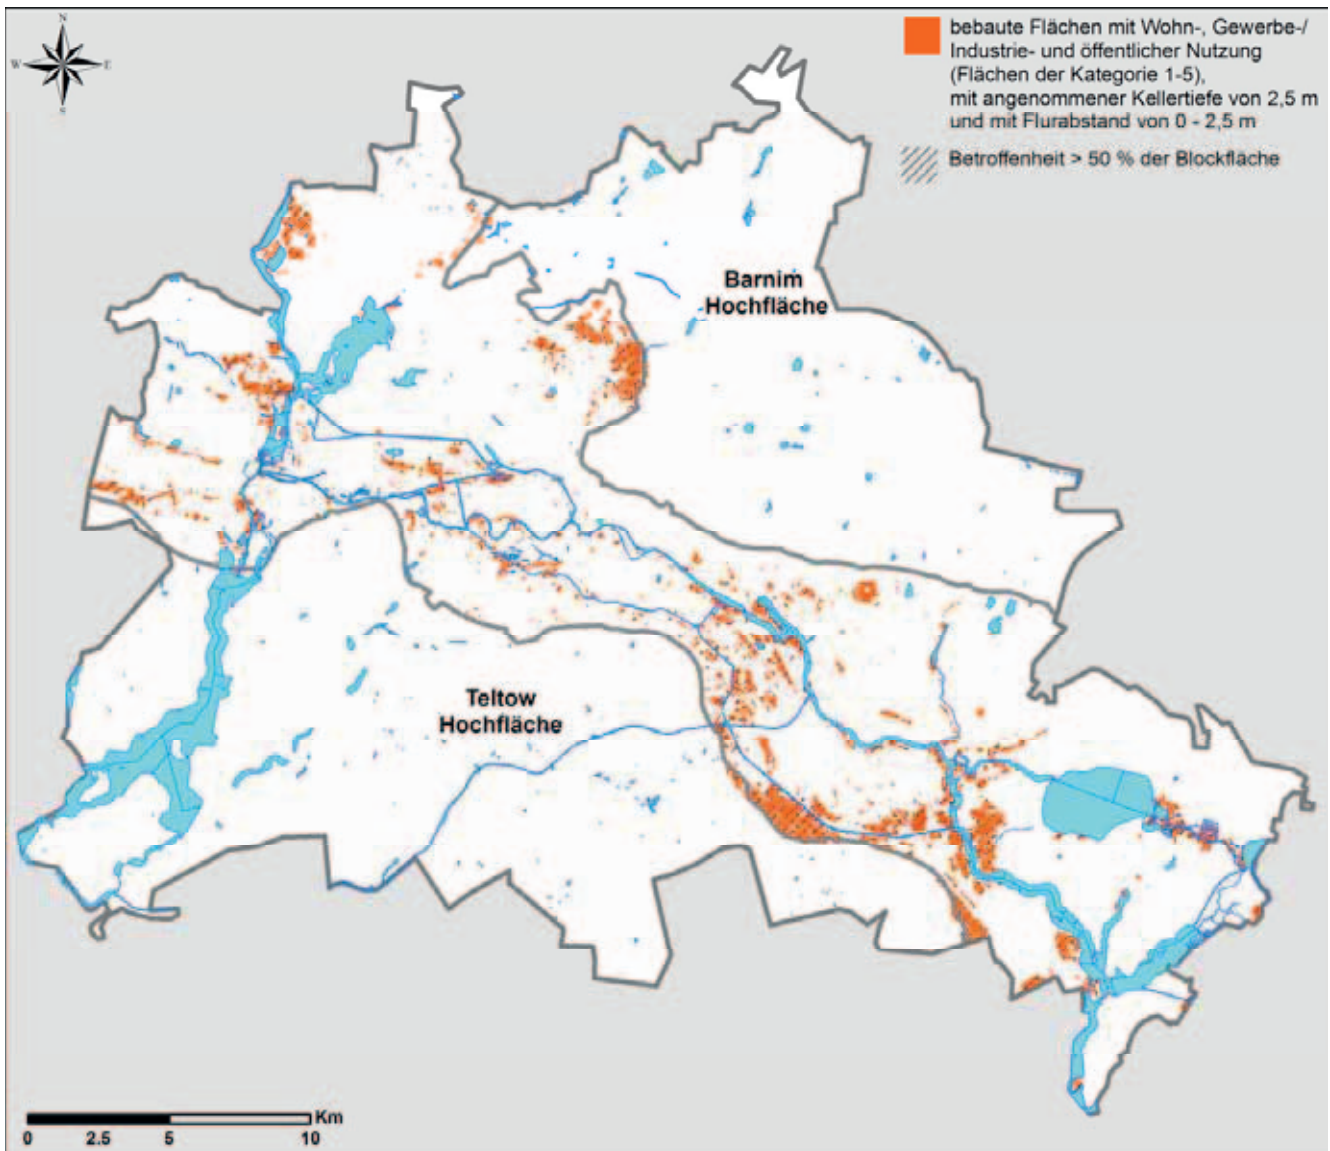 N
W
E
S
bebaute Flächen mit Wohn-, Gewerbe-/
Industrie- und öffentlicher Nutzung
(Flächen der Kategorie 1-5),
mit angenommener Kellertiefe von 2,5 m
und mit Flurabstand von 0 - 2,5 m
Betroffenheit > 50 % der Blockfläche
Barnim
Hochfläche
Teltow
Hochfläche
Km
0 2.5 5 10